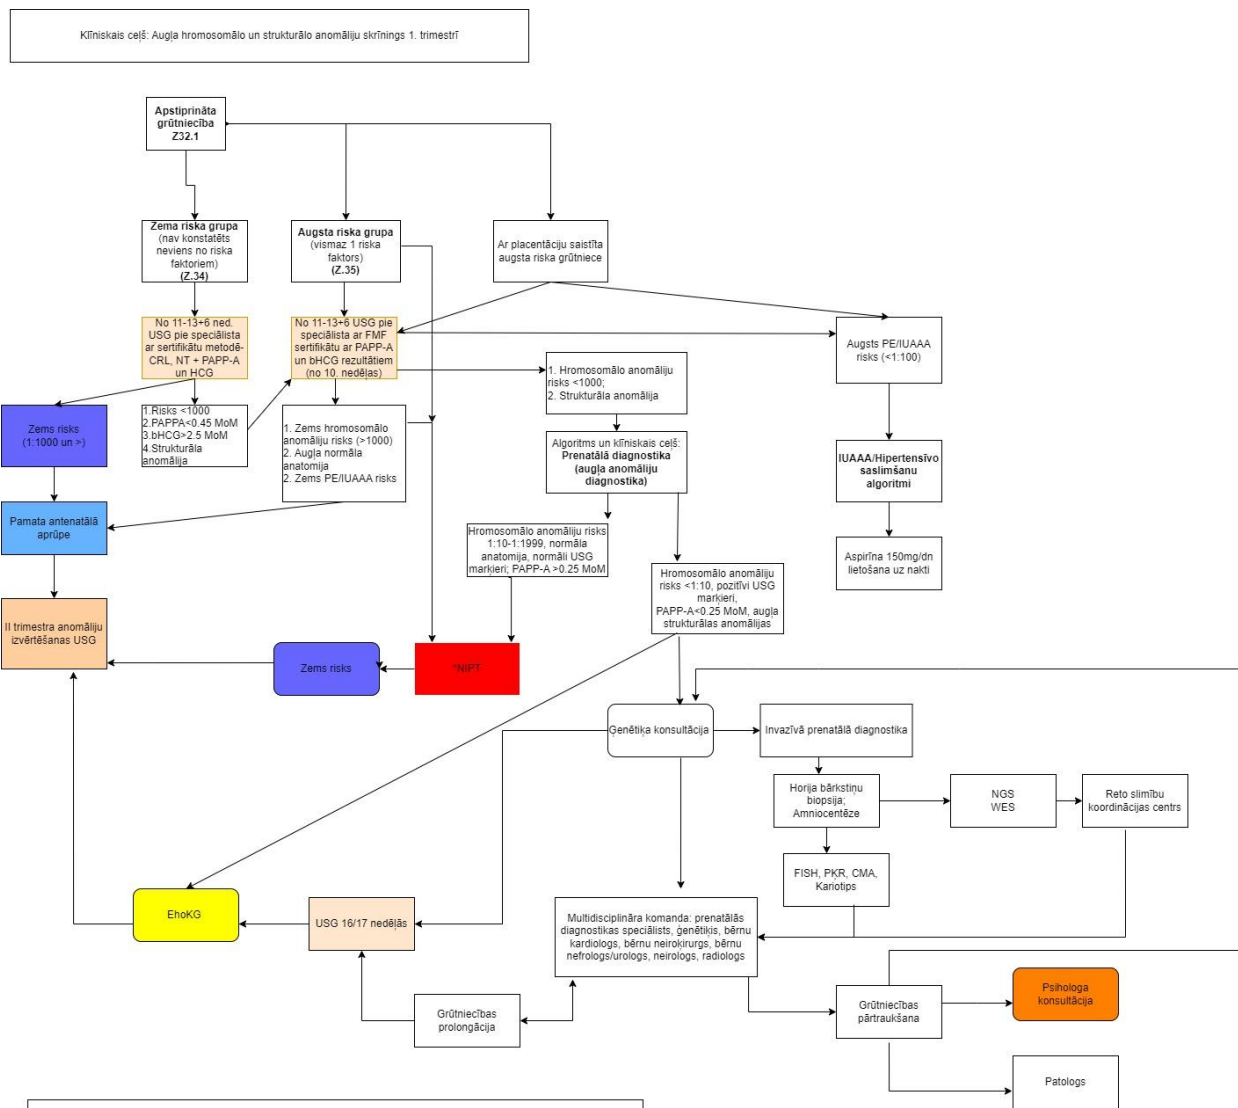 Klīniskais ceļš: Augļa hromosomālo un strukturālo anomāliju skrīnings 1. trimestrī
Apstiprināta
grūtniecība
Z32.1
Zema riska grupa
(nav konstatēts
neviens no riska
faktoriem)
(Z.34)
Augsta riska grupa
(vismaz 1 riska
faktors)
(Z.35)
Ar placentāciju saistīta
augsta riska grūtniece
No 11-13+6 ned.
USG pie speciālista
ar sertifikātu metodē-
CRL, NT + PAPP-A
un HCG
No 11-13+6 USG pie
speciālista ar FMF
sertifikātu ar PAPP-A
un bHCG rezultātiem
(no 10. nedēļas)
Augsts PE/IUAAA
risks (<1:100)
1. Hromosomālo anomāliju
risks <1000;
2. Strukturāla anomālija
Zems risks
(1:1000 un >)
1.Risks <1000
2.PAPPA<0.45 MoM
3.bHCG>2.5 MoM
4.Strukturāla
anomālija
1. Zems hromosomālo
anomāliju risks (>1000)
2. Augļa normāla
anatomija
2. Zems PE/IUAAA risks
Algoritms un klīniskais ceļš:
Prenatālā diagnostika
(augļa anomāliju
diagnostika)
IUAAA/Hipertensīvo
saslimšanu
algoritmi
Pamata antenatālā
aprūpe
Hromosomālo anomāliju risks
1:10-1:1999, normāla
anatomija, normāli USG
marķieri; PAPP-A >0.25 MoM
Aspirīna 150mg/dn
lietošana uz nakti
Hromosomālo anomāliju
risks <1:10, pozitīvi USG
marķieri,
PAPP-A<0.25 MoM, augļa
strukturālas anomālijas
II trimestra anomāliju
izvērtēšanas USG
Zems risks
*NIPT
Ģenētiķa konsultācija
Invazīvā prenatālā diagnostika
Horija bārkstiņu
biopsija;
Amniocentēze
NGS
WES
Reto slimību
koordinācijas centrs
FISH, PĶR, CMA,
Kariotips
EhoKG
USG 16/17 nedēļās
Multidisciplināra komanda: prenatālās
diagnostikas speciālists, ģenētiķis, bērnu
kardiologs, bērnu neiroķirurgs, bērnu
nefrologs/urologs, neirologs, radiologs
Grūtniecības
prolongācija
Grūtniecības
pārtraukšana
Psihologa
konsultācija
Patologs